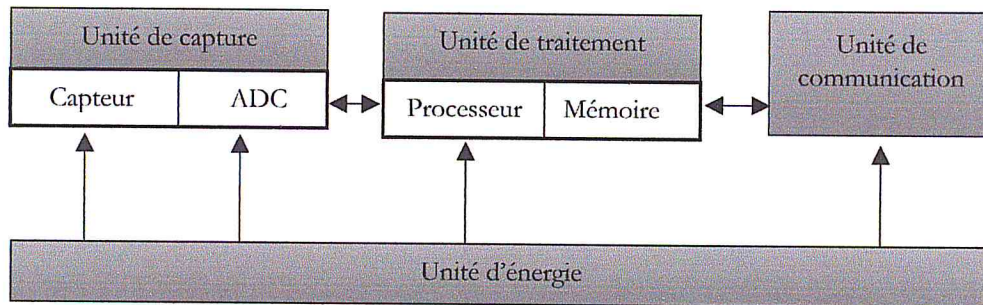 Unité de capture
Capteur
ADC
Unité de traitement
Processeur
Mémoire
Unité de
communication
Unité d'énergie